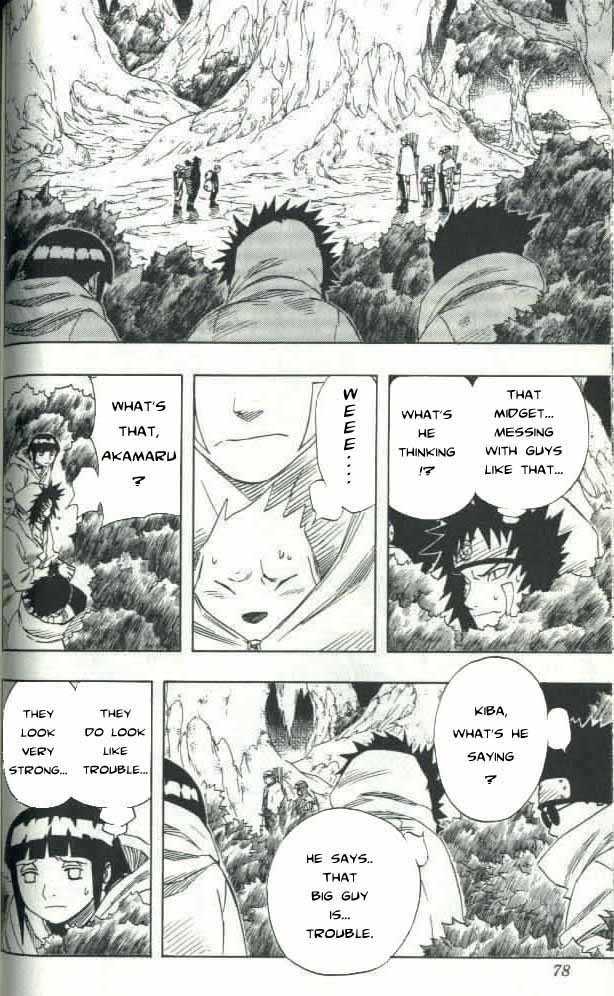 THAT
MIDGET...
MESSING
WITH GUYS
LIKE THAT...
WHAT'S
HE
THINKING
!?
W
E
E
E
...
WHAT'S
THAT,
AKAMARU
?
KIBA,
WHAT'S HE
SAYING
?
HE SAYS..
THAT
BIG GUY
IS...
TROUBLE.
THEY
DO LOOK
LIKE
TROUBLE...
THEY
LOOK
VERY
STRONG...
78